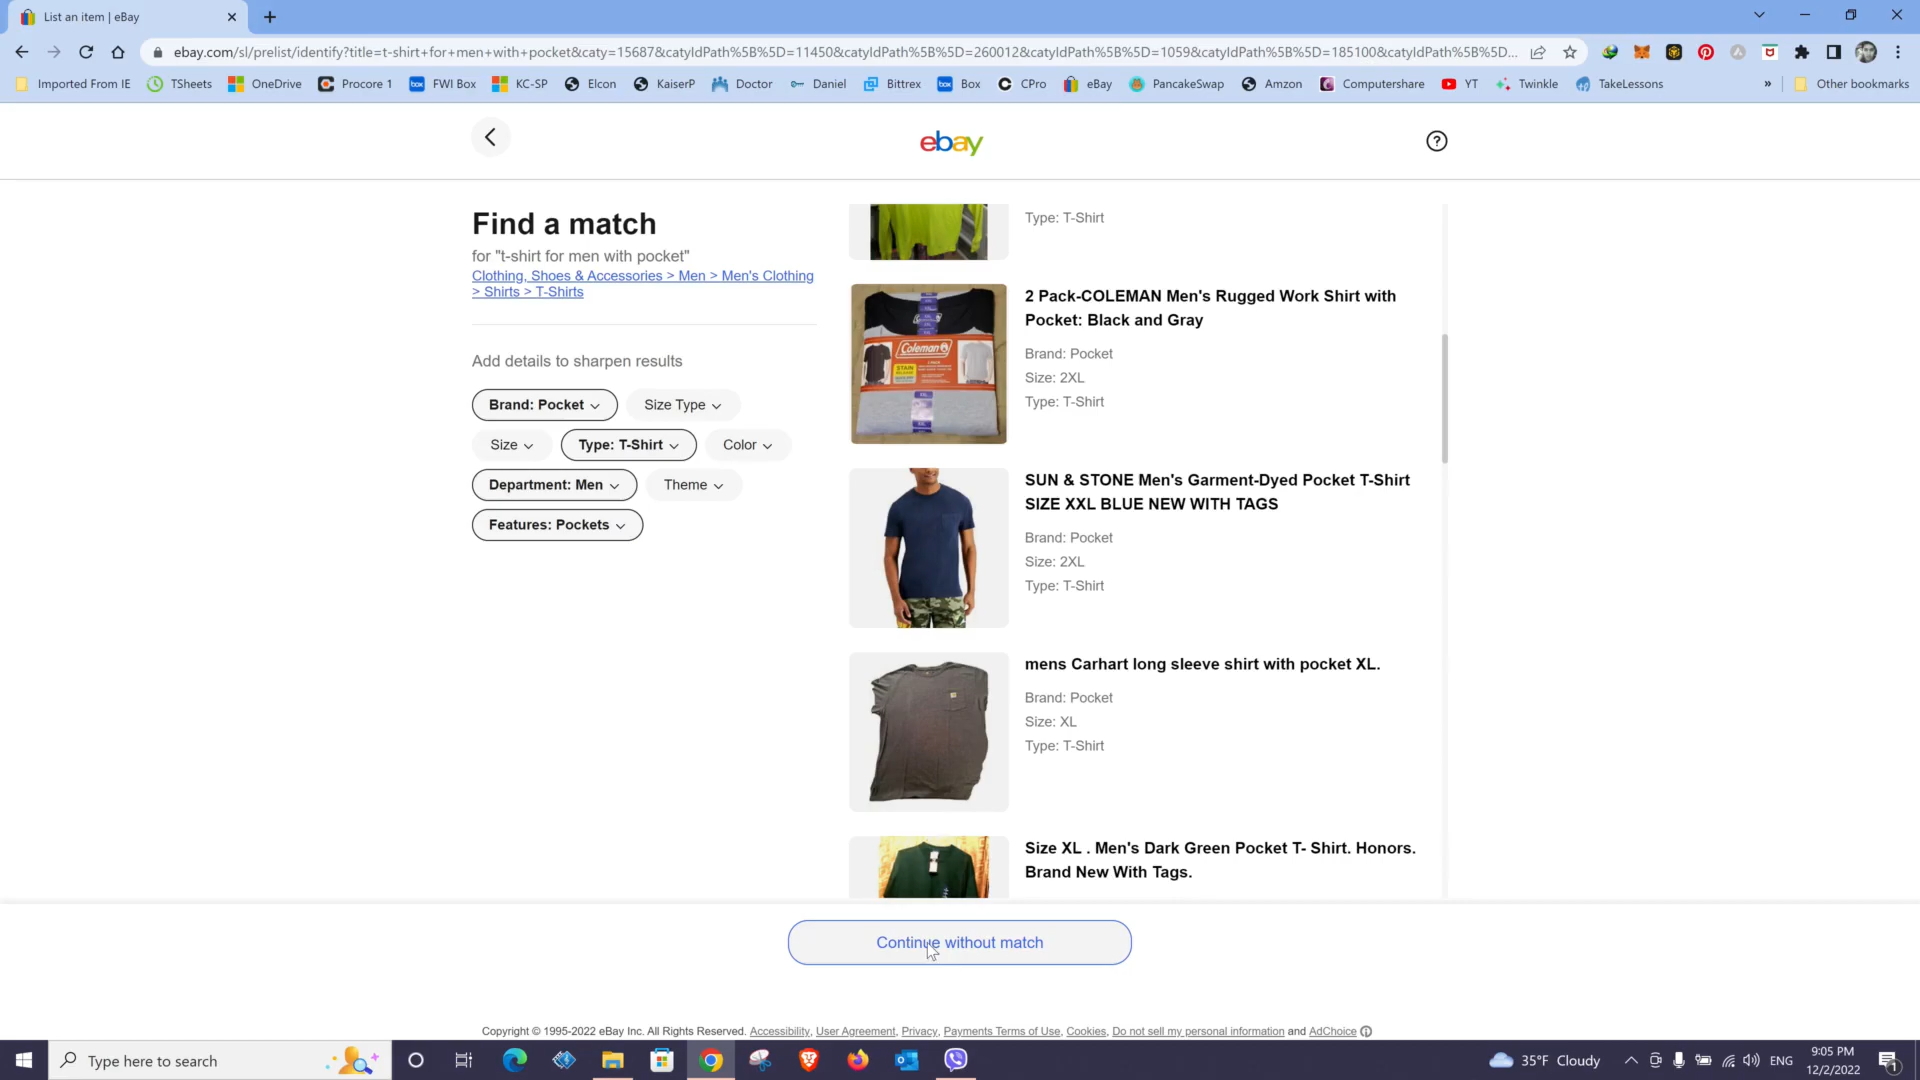 List an item | eBay
ebay.com/sl/prelist/identify?title=t-shirt+for+men+with+pocket&caty=15687&catyIdPath%5B%5D=11450&catyIdPath%5B%5D=260012&catyIdPath%5B%5D=1059&catyIdPath%5B%5D=185100&catyIdPath%5B%5D...
Imported From IE TSheets OneDrive Procore 1 FWI Box KC-SP Elcon KaiserP Doctor Daniel Bittrex Box CPro eBay PancakeSwap Amzon Computershare YT Twinkle TakeLessons » Other bookmarks
ebay
Find a match
for "t-shirt for men with pocket"
Clothing, Shoes & Accessories > Men > Men's Clothing
> Shirts > T-Shirts
Add details to sharpen results
Brand: Pocket Size Type
Size Type: T-Shirt Color
Department: Men Theme
Features: Pockets
Type: T-Shirt
2 Pack-COLEMAN Men's Rugged Work Shirt with
Pocket: Black and Gray
Brand: Pocket
Size: 2XL
Type: T-Shirt
Coleman
STAIN
SUN & STONE Men's Garment-Dyed Pocket T-Shirt
SIZE XXL BLUE NEW WITH TAGS
Brand: Pocket
Size: 2XL
Type: T-Shirt
mens Carhart long sleeve shirt with pocket XL.
Brand: Pocket
Size: XL
Type: T-Shirt
Size XL . Men's Dark Green Pocket T- Shirt. Honors.
Brand New With Tags.
Continue without match
Copyright © 1995-2022 eBay Inc. All Rights Reserved. Accessibility, User Agreement, Privacy, Payments Terms of Use, Cookies, Do not sell my personal information and AdChoice
Type here to search
35°F Cloudy
ENG
9:05 PM
12/2/2022
1